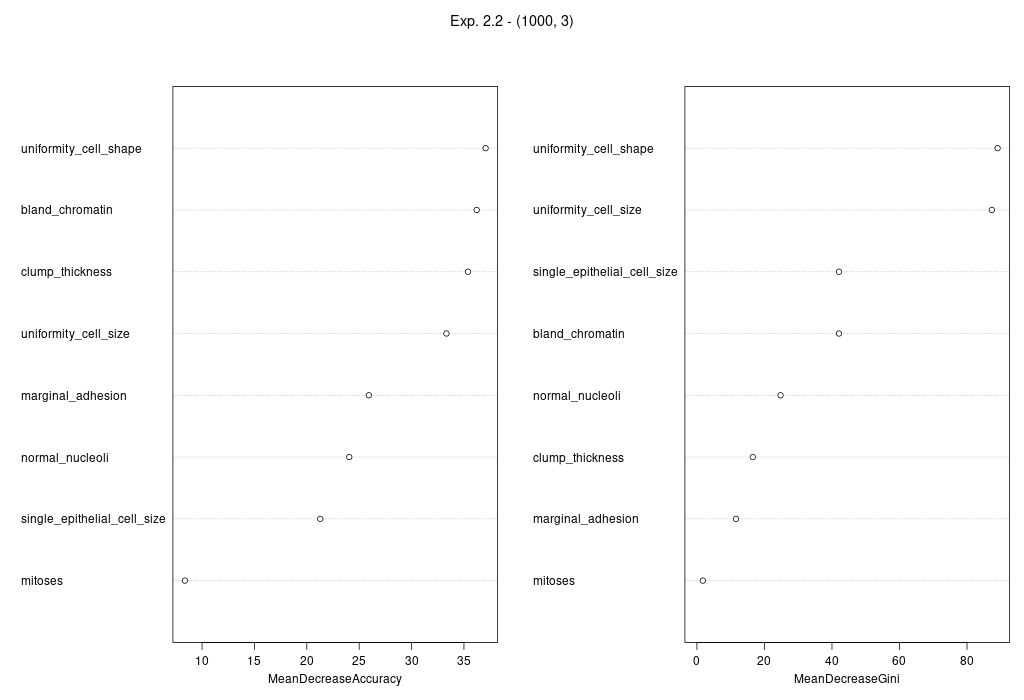 Exp. 2.2 - (1000, 3)
uniformity_cell_shape
bland_chromatin
clump_thickness
uniformity_cell_size
marginal_adhesion
normal_nucleoli
single_epithelial_cell_size
mitoses
10 15 20 25 30 35
MeanDecreaseAccuracy
uniformity_cell_shape
uniformity_cell_size
single_epithelial_cell_size
bland_chromatin
normal_nucleoli
clump_thickness
marginal_adhesion
mitoses
0 20 40 60 80
MeanDecreaseGini